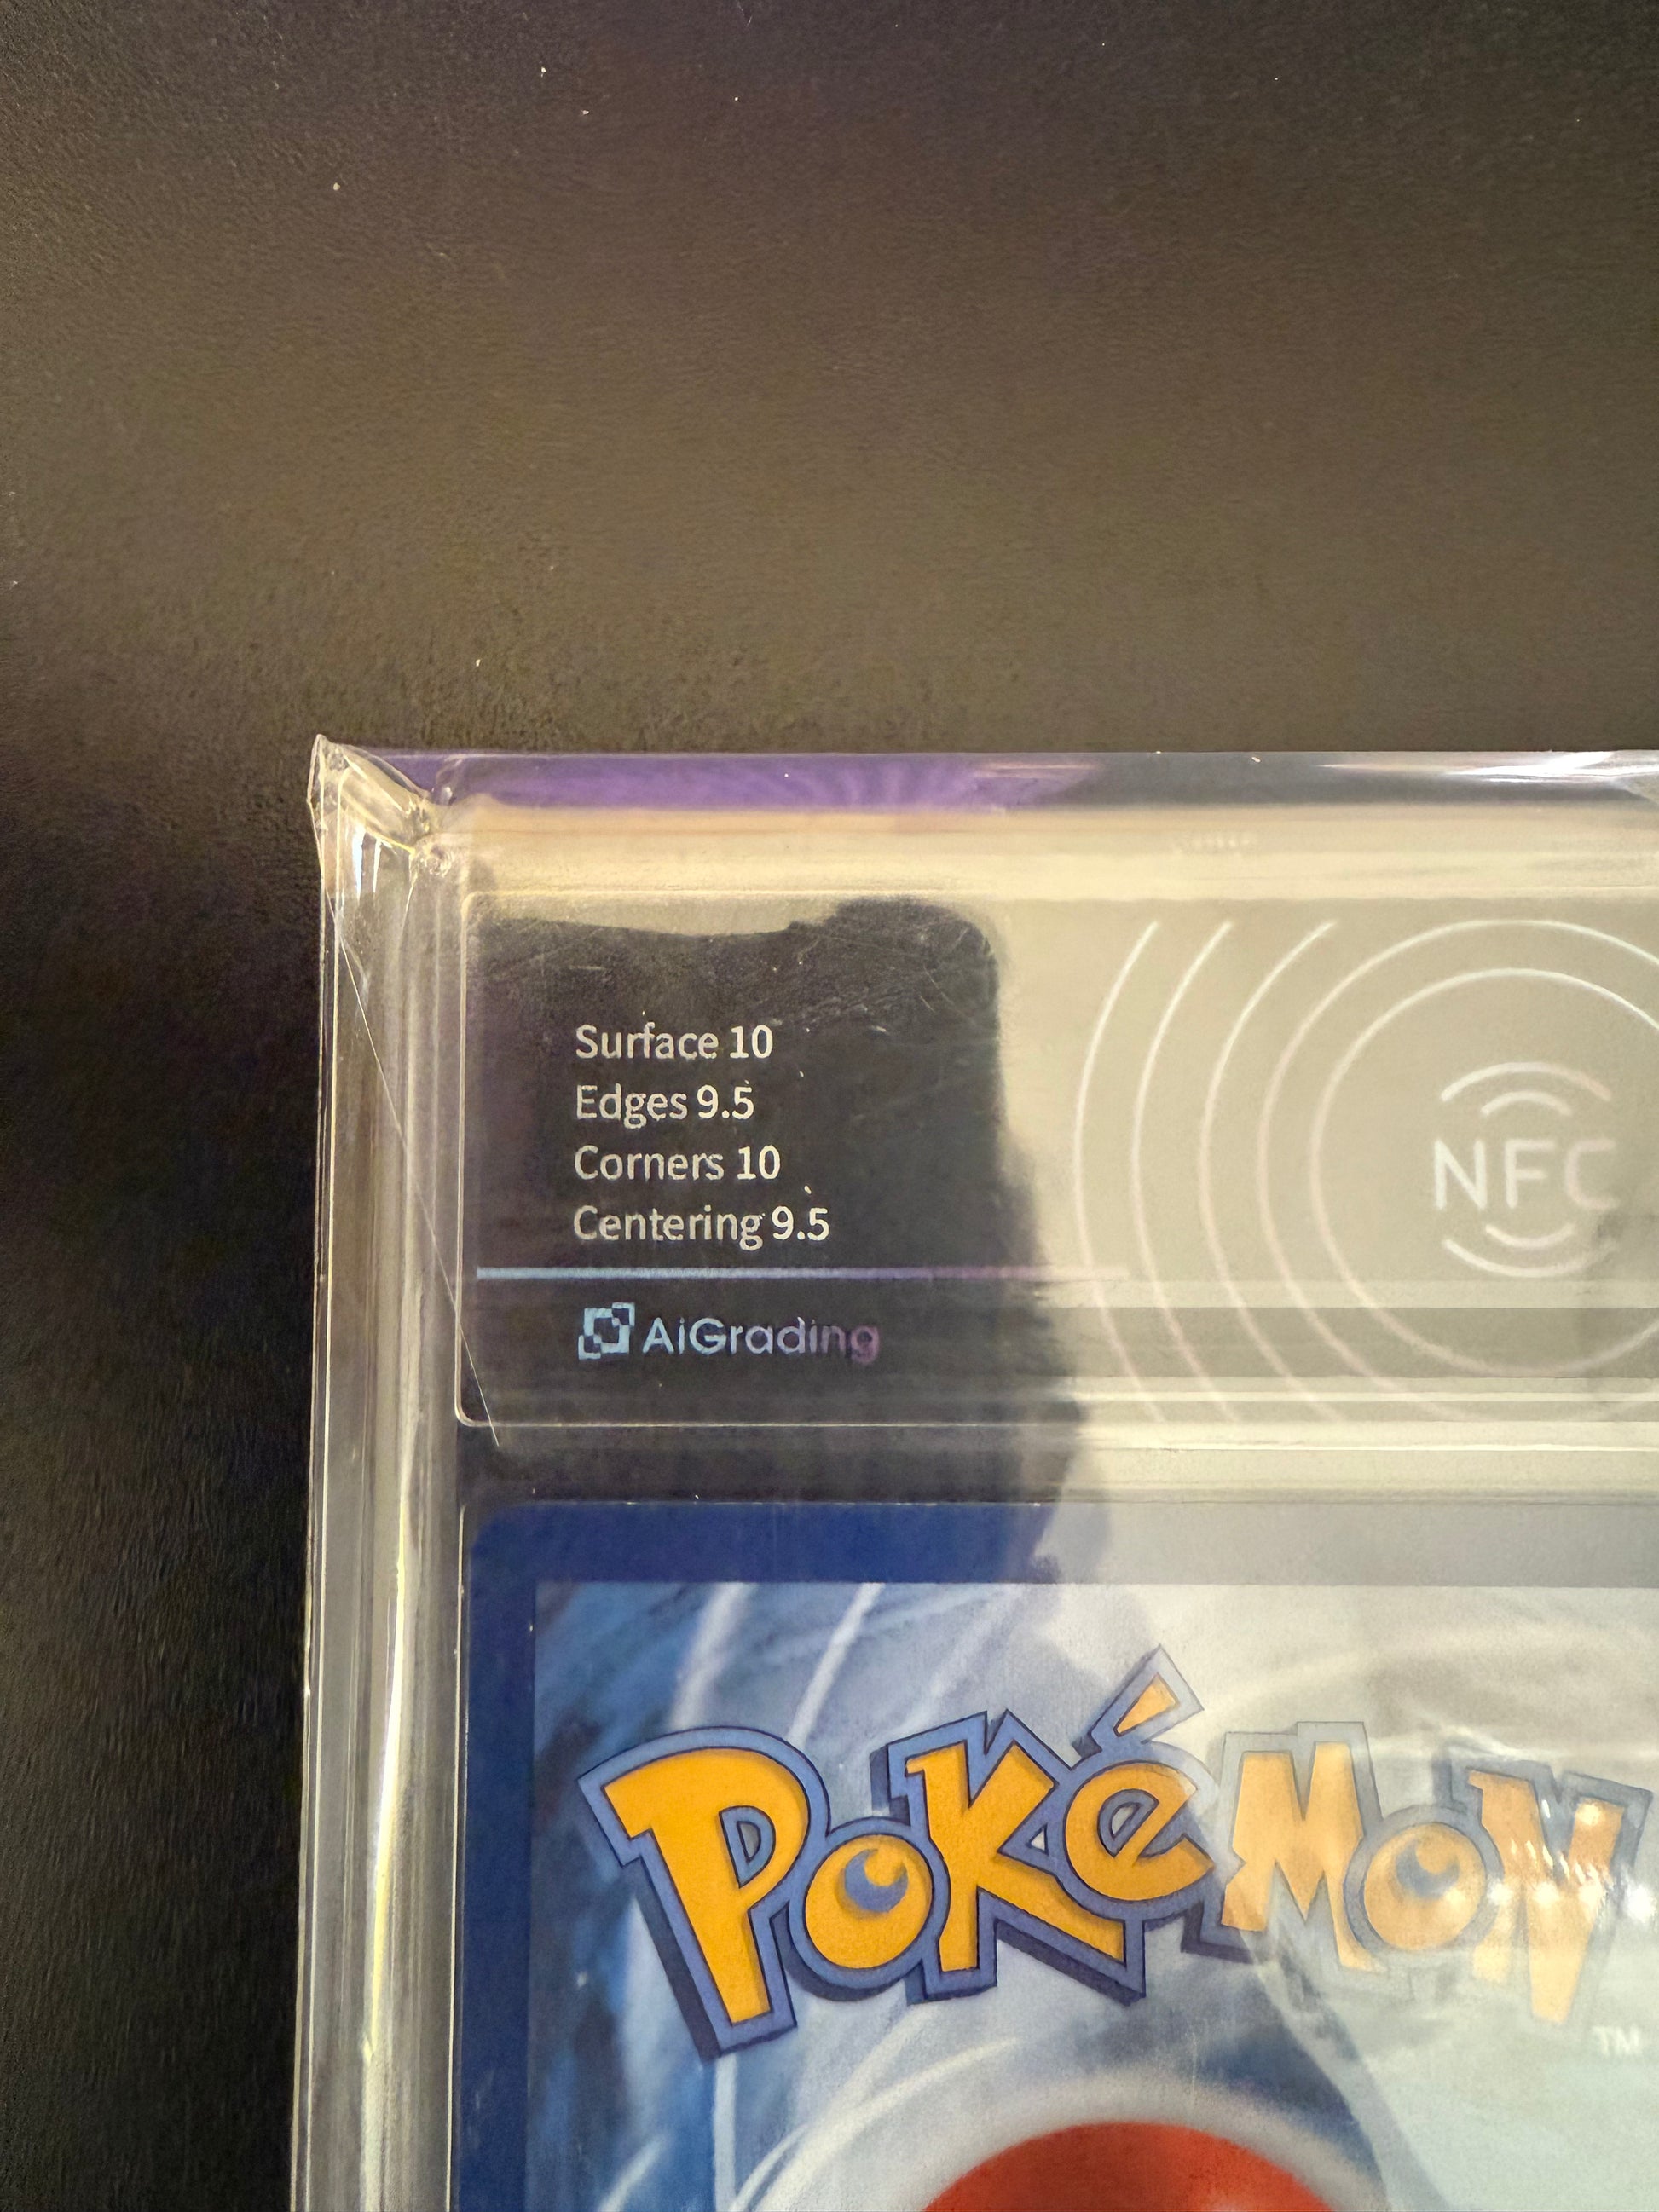 Surface 10
Edges 9.5
Corners 10
Centering 9.5
AiGrading
NFC
POKéMON
TM